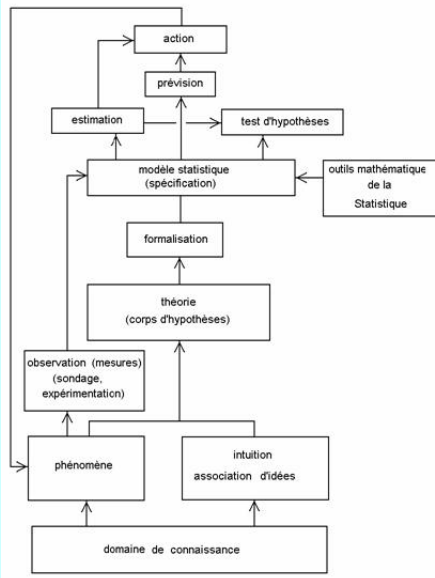 action
prévision
estimation
test d'hypothèses
modèle statistique
(spécification)
outils mathématique
de la
Statistique
formalisation
théorie
(corps d'hypothèses)
observation (mesures)
(sondage,
expérimentation)
phénomène
intuition
association d'idées
domaine de connaissance